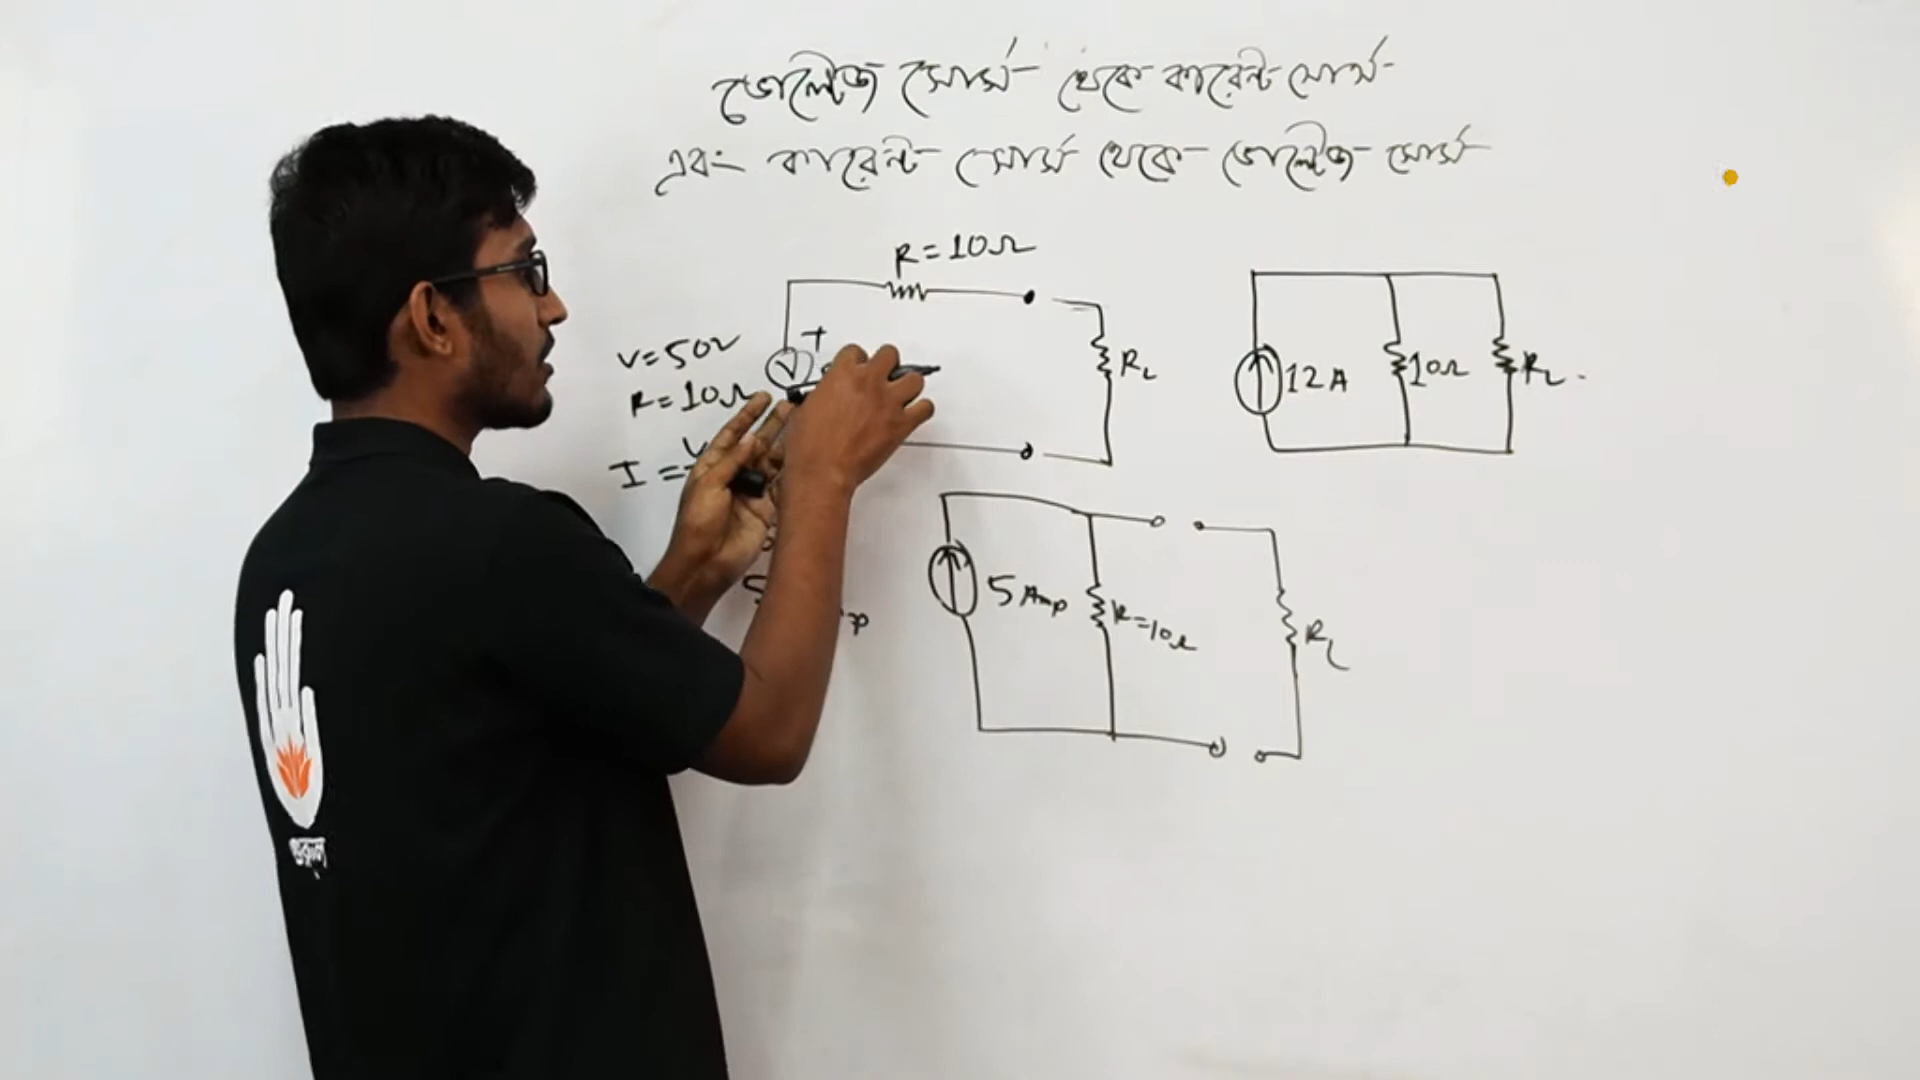 ভোল্টেজ সোর্স থেকে কারেন্ট সোর্স
এবং কারেন্ট সোর্স থেকে ভোল্টেজ সোর্স
R = 10Ω
V = 50V
R = 10Ω
I =
V
+
RL
12A
10Ω
RL
5 Amp
R = 10Ω
RL